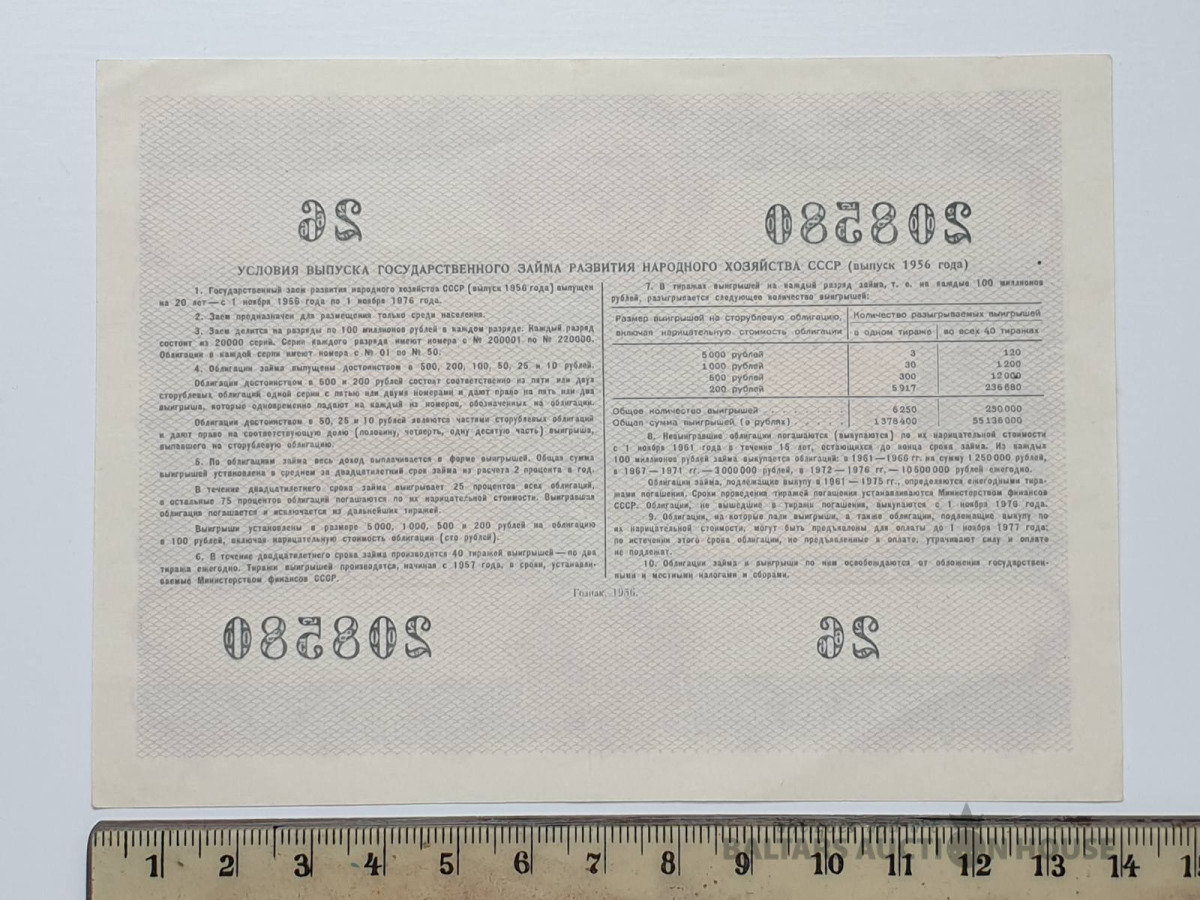 26 208580
УСЛОВИЯ ВЫПУСКА ГОСУДАРСТВЕННОГО ЗАЙМА РАЗВИТИЯ НАРОДНОГО ХОЗЯЙСТВА СССР (выпуск 1956 года)
1. Государственный заем развития народного хозяйства СССР (выпуск 1956 года) выпущен
на 20 лет — с 1 ноября 1956 года по 1 ноября 1976 года.
2. Заем предназначен для размещения только среди населения.
3. Заем делится на разряды по 100 миллионов рублей в каждом разряде. Каждый разряд
состоит из 20000 серий. Серии каждого разряда имеют номера с № 200001 по № 220000.
Облигации в каждой серии имеют номера с № 01 по № 50.
4. Облигации займа выпущены достоинством в 500, 200, 100, 50, 25 и 10 рублей.
Облигации достоинством в 500 и 200 рублей состоят соответственно из пяти или двух
сторублевых облигаций одной серии с пятью или двумя номерами и дают право на пять или два
выигрыша, которые одновременно падают на каждый из номеров, обозначенных на облигации.
Облигации достоинством в 50, 25 и 10 рублей являются частями сторублевых облигаций
и дают право на соответствующую долю (половину, четверть, одну десятую часть) выигрыша,
выпавшего на сторублевую облигацию.
5. По облигациям займа весь доход выплачивается в форме выигрышей. Общая сумма
выигрышей установлена в среднем за двадцатилетний срок займа из расчета 2 процента в год.
В течение двадцатилетнего срока займа выигрывает 25 процентов всех облигаций,
а остальные 75 процентов облигаций погашаются по их нарицательной стоимости. Выигравшая
облигация погашается и исключается из дальнейших тиражей.
Выигрыши установлены в размере 5000, 1000, 500 и 200 рублей на облигацию
в 100 рублей, включая нарицательную стоимость облигации (сто рублей).
6. В течение двадцатилетнего срока займа производится 40 тиражей выигрышей — по два
тиража ежегодно. Тиражи выигрышей производятся, начиная с 1957 года, в сроки, устанавли-
ваемые Министерством финансов СССР.
7. В тиражах выигрышей на каждый разряд займа, т. е. на каждые 100 миллионов
рублей, разыгрывается следующее количество выигрышей:
Размер выигрышей на сторублевую облигацию, Количество разыгрываемых выигрышей
включая нарицательную стоимость облигации в одном тираже во всех 40 тиражах
5000 рублей 3 120
1000 рублей 30 1200
500 рублей 300 12000
200 рублей 5917 236680
Общее количество выигрышей . . . . 6250 250000
Общая сумма выигрышей (в рублях) . . 1378400 55136000
8. Невыигравшие облигации погашаются (выкупаются) по их нарицательной стоимости
с 1 ноября 1961 года в течение 15 лет, остающихся до конца срока займа. Из каждых
100 миллионов рублей займа выкупается облигаций: в 1961—1966 гг. на сумму 1250000 рублей,
в 1967—1971 гг. — 3000000 рублей, в 1972—1976 гг. — 10500000 рублей ежегодно.
Облигации займа, подлежащие выкупу в 1961—1975 гг., определяются ежегодными тира-
жами погашения. Сроки проведения тиражей погашения устанавливаются Министерством финансов
СССР. Облигации, не вышедшие в тиражи погашения, выкупаются с 1 ноября 1976 года.
9. Облигации, на которые пали выигрыши, а также облигации, подлежащие выкупу по
их нарицательной стоимости, могут быть предъявлены для оплаты до 1 ноября 1977 года;
по истечении этого срока облигации, не предъявленные к оплате, утрачивают силу и оплате
не подлежат.
10. Облигации займа и выигрыши по ним освобождаются от обложения государствен-
ными и местными налогами и сборами.
Гознак. 1956.
208580 26
1 2 3 4 5 6 7 8 9 10 11 12 13 14 15
BALTARS AUCTION HOUSE